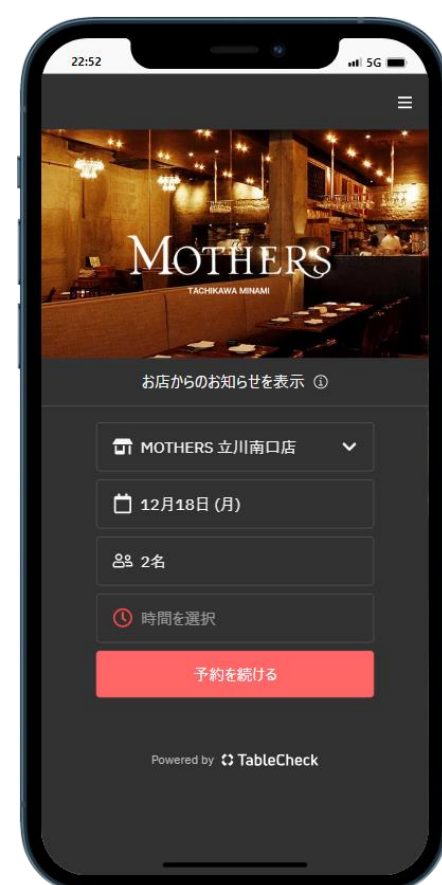 22:52
5G
MOTHERS
TACHIKAWA MINAMI
お店からのお知らせを表示
MOTHERS 立川南口店
12月18日 (月)
2名
時間を選択
予約を続ける
Powered by TableCheck